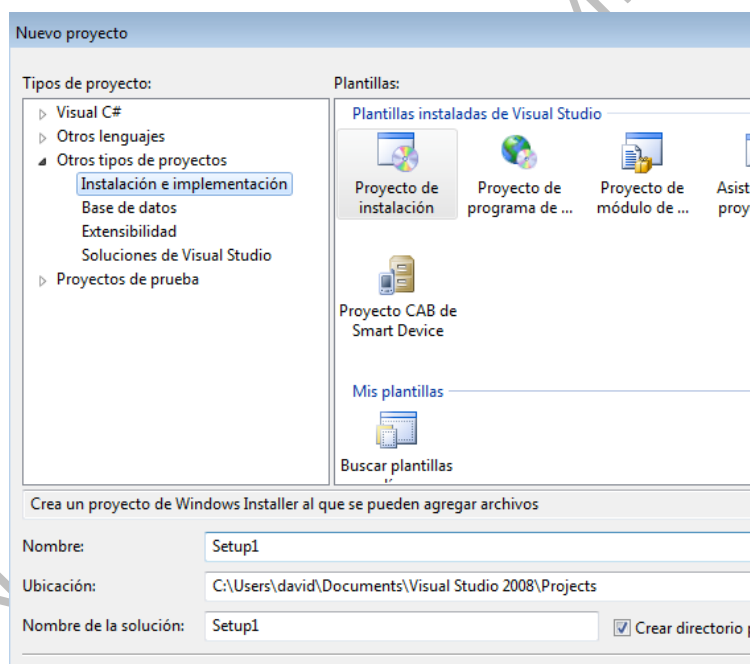 Nuevo proyecto
Tipos de proyecto:
Plantillas:
Visual C#
Otros lenguajes
Otros tipos de proyectos
Instalación e implementación
Base de datos
Extensibilidad
Soluciones de Visual Studio
Proyectos de prueba
Plantillas instaladas de Visual Studio
Proyecto de
instalación
Proyecto de
programa de ...
Proyecto de
módulo de ...
Asist
proy
Proyecto CAB de
Smart Device
Mis plantillas
Buscar plantillas
Crea un proyecto de Windows Installer al que se pueden agregar archivos
Nombre:
Setup1
Ubicación:
C:\Users\david\Documents\Visual Studio 2008\Projects
Nombre de la solución:
Setup1
Crear directorio p